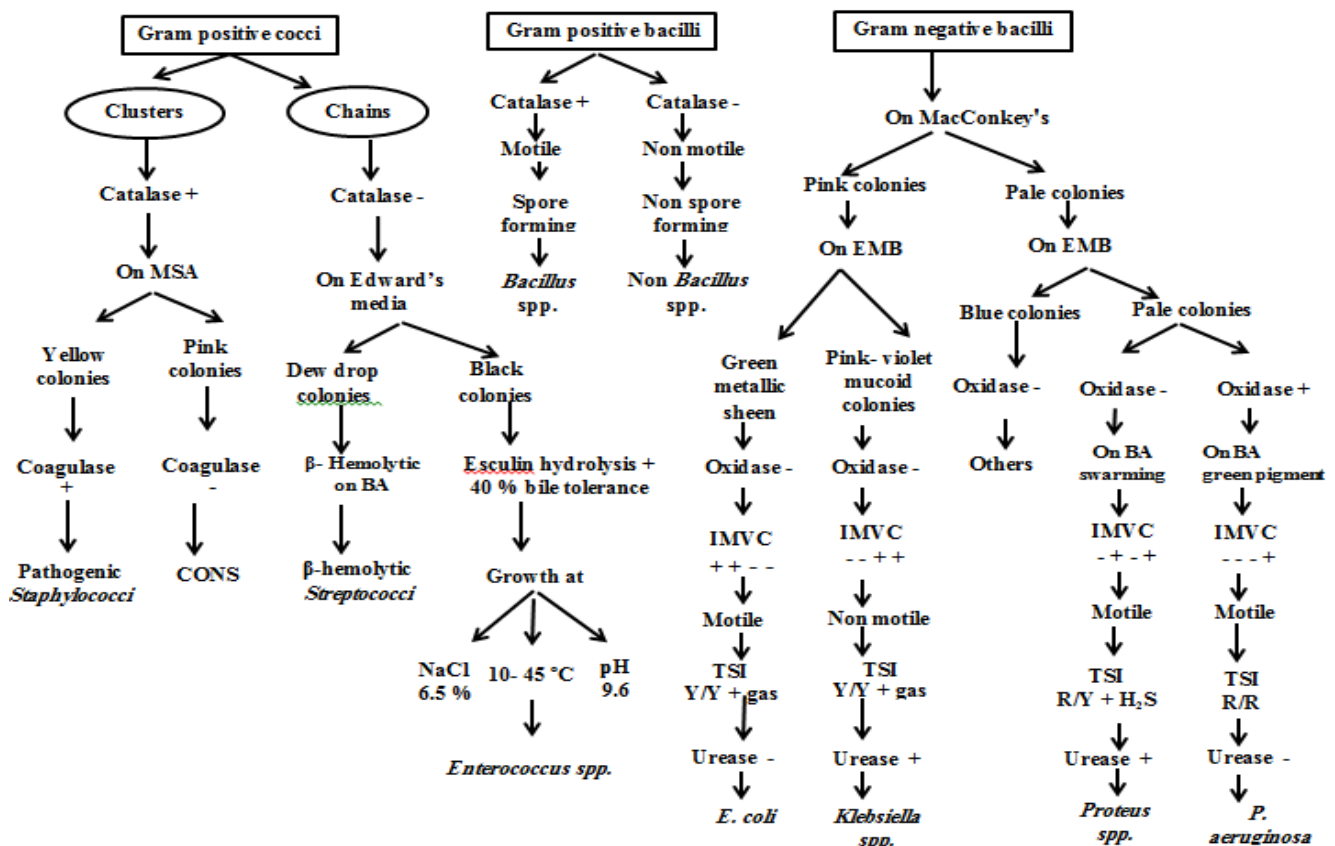 Gram positive cocci
Clusters
Chains
Catalase +
Catalase -
On MSA
On Edward's
media
Yellow
colonies
Pink
colonies
Dew drop
colonies
Black
colonies
Coagulase
+
Coagulase
-
β- Hemolytic
on BA
Esculin hydrolysis +
40 % bile tolerance
Pathogenic
Staphylococci
CONS
β-hemolytic
Streptococci
Growth at
NaCl
6.5 %
10- 45 °C
pH
9.6
Enterococcus spp.
Gram positive bacilli
Catalase +
Catalase -
Motile
Non motile
Spore
forming
Non spore
forming
Bacillus
spp.
Non Bacillus
spp.
Gram negative bacilli
On MacConkey's
Pink colonies
Pale colonies
On EMB
On EMB
Green
metallic
sheen
Pink- violet
mucoid
colonies
Blue colonies
Pale colonies
Oxidase -
Oxidase -
Oxidase -
Oxidase -
Oxidase +
Others
On BA
swarming
On BA
green pigment
IMVC
+ + - -
IMVC
- - + +
IMVC
- + - +
IMVC
- - - +
Motile
Non motile
Motile
Motile
TSI
Y/Y + gas
TSI
Y/Y + gas
TSI
R/Y + H₂S
TSI
R/R
Urease -
Urease +
Urease +
Urease -
E. coli
Klebsiella
spp.
Proteus
spp.
P.
aeruginosa